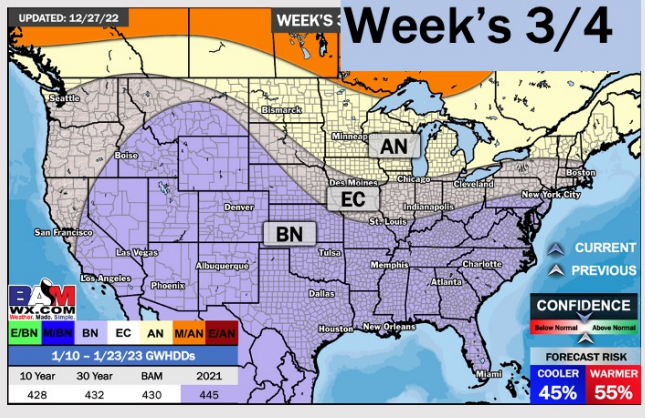 UPDATED: 12/27/22
WEEK'S 3
Week's 3/4
Seattle
Bismarck
Minneap
AN
Boise
Des Moines
Chicago
Cleveland
Boston
EC
New York City
Indianapolis
Denver
St. Louis
San Francisco
BN
Las Vegas
Tulsa
CURRENT
Albuquerque
Memphis
Charlotte
PREVIOUS
Los Angeles
Phoenix
Atlanta
Dallas
BAM
WX.COM
Weather. Made. Simple.
CONFIDENCE
Houston
New Orleans
Below Normal
Above Normal
E/BN M/BN BN EC AN M/AN E/AN
1/10 – 1/23/23 GWHDDs
FORECAST RISK
10 Year 30 Year BAM 2021
Miami
COOLER WARMER
428 432 430 445
45% 55%